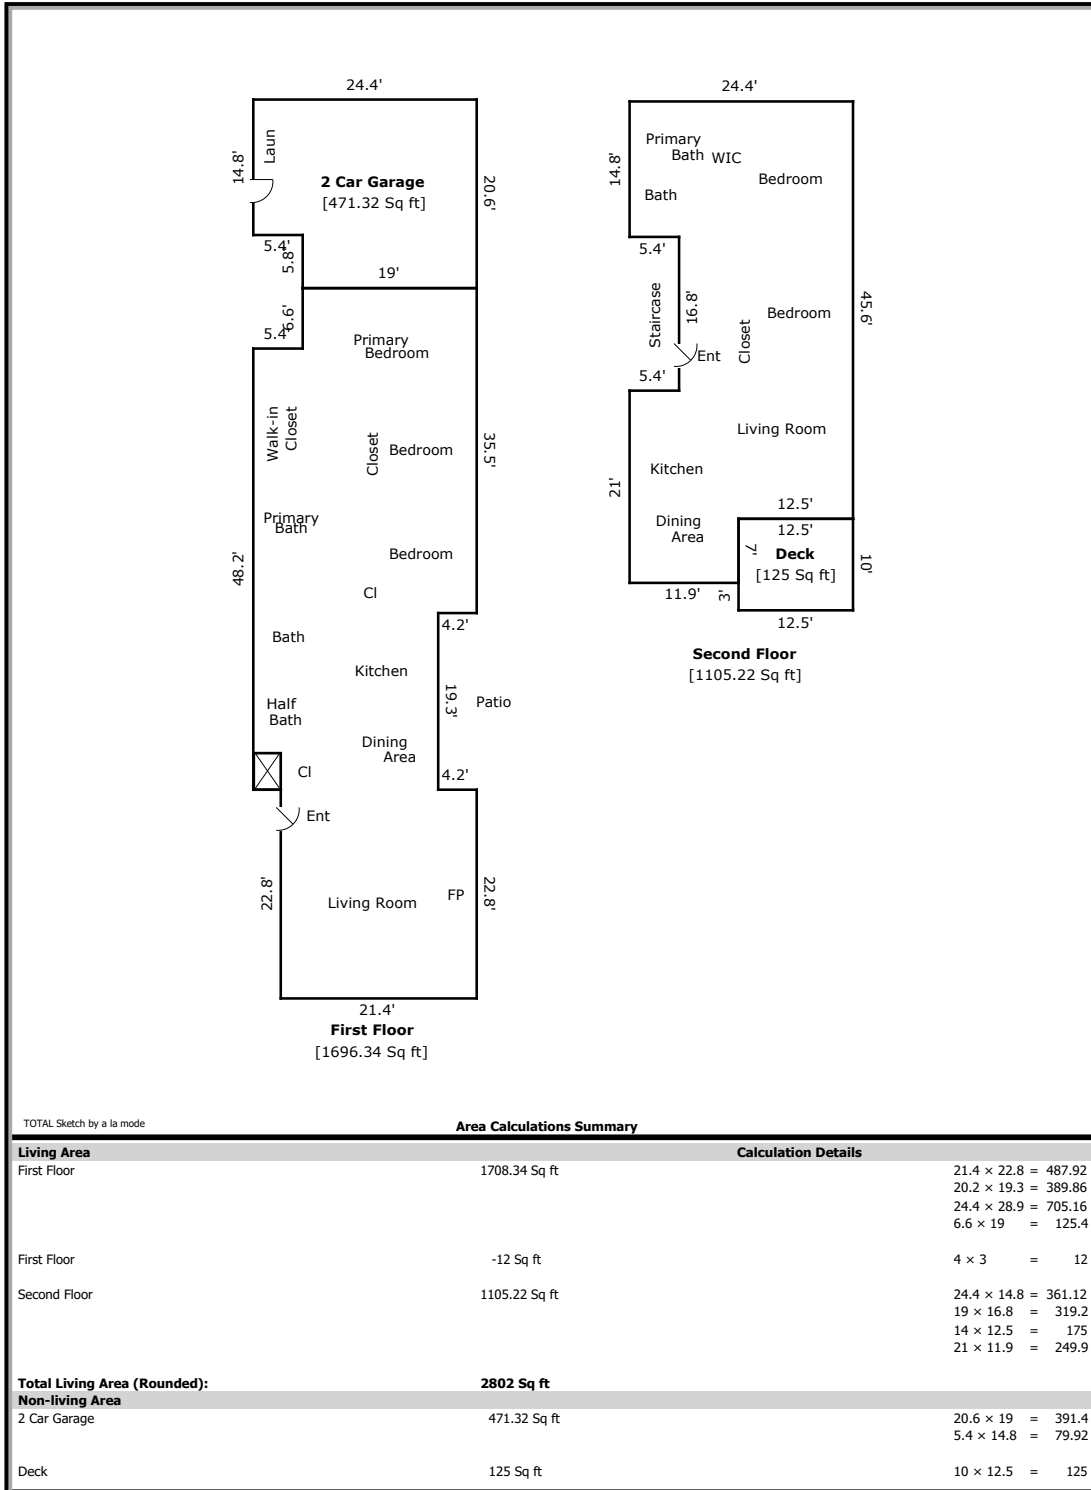 24.4'
14.8'
Laun
2 Car Garage
[471.32 Sq ft]
20.6'
5.4'
5.8'
19'
6.6'
5.4'
Primary
Bedroom
Walk-in
Closet
Closet
Bedroom
35.5'
Primary
Bath
Bedroom
48.2'
Cl
4.2'
Bath
Kitchen
19.3'
Patio
Half
Bath
Dining
Area
Cl
4.2'
Ent
22.8'
Living Room
FP
22.8'
21.4'
First Floor
[1696.34 Sq ft]
24.4'
14.8'
Primary
Bath
WIC
Bedroom
Bath
5.4'
Staircase
16.8'
Bedroom
45.6'
Closet
Ent
5.4'
Living Room
Kitchen
21'
12.5'
Dining
Area
12.5'
7'
Deck
[125 Sq ft]
10'
11.9'
3'
12.5'
Second Floor
[1105.22 Sq ft]
TOTAL Sketch by a la mode
Area Calculations Summary
Living Area Calculation Details
First Floor 1708.34 Sq ft 21.4 × 22.8 = 487.92
20.2 × 19.3 = 389.86
24.4 × 28.9 = 705.16
6.6 × 19 = 125.4
First Floor -12 Sq ft 4 × 3 = 12
Second Floor 1105.22 Sq ft 24.4 × 14.8 = 361.12
19 × 16.8 = 319.2
14 × 12.5 = 175
21 × 11.9 = 249.9
Total Living Area (Rounded): 2802 Sq ft
Non-living Area
2 Car Garage 471.32 Sq ft 20.6 × 19 = 391.4
5.4 × 14.8 = 79.92
Deck 125 Sq ft 10 × 12.5 = 125